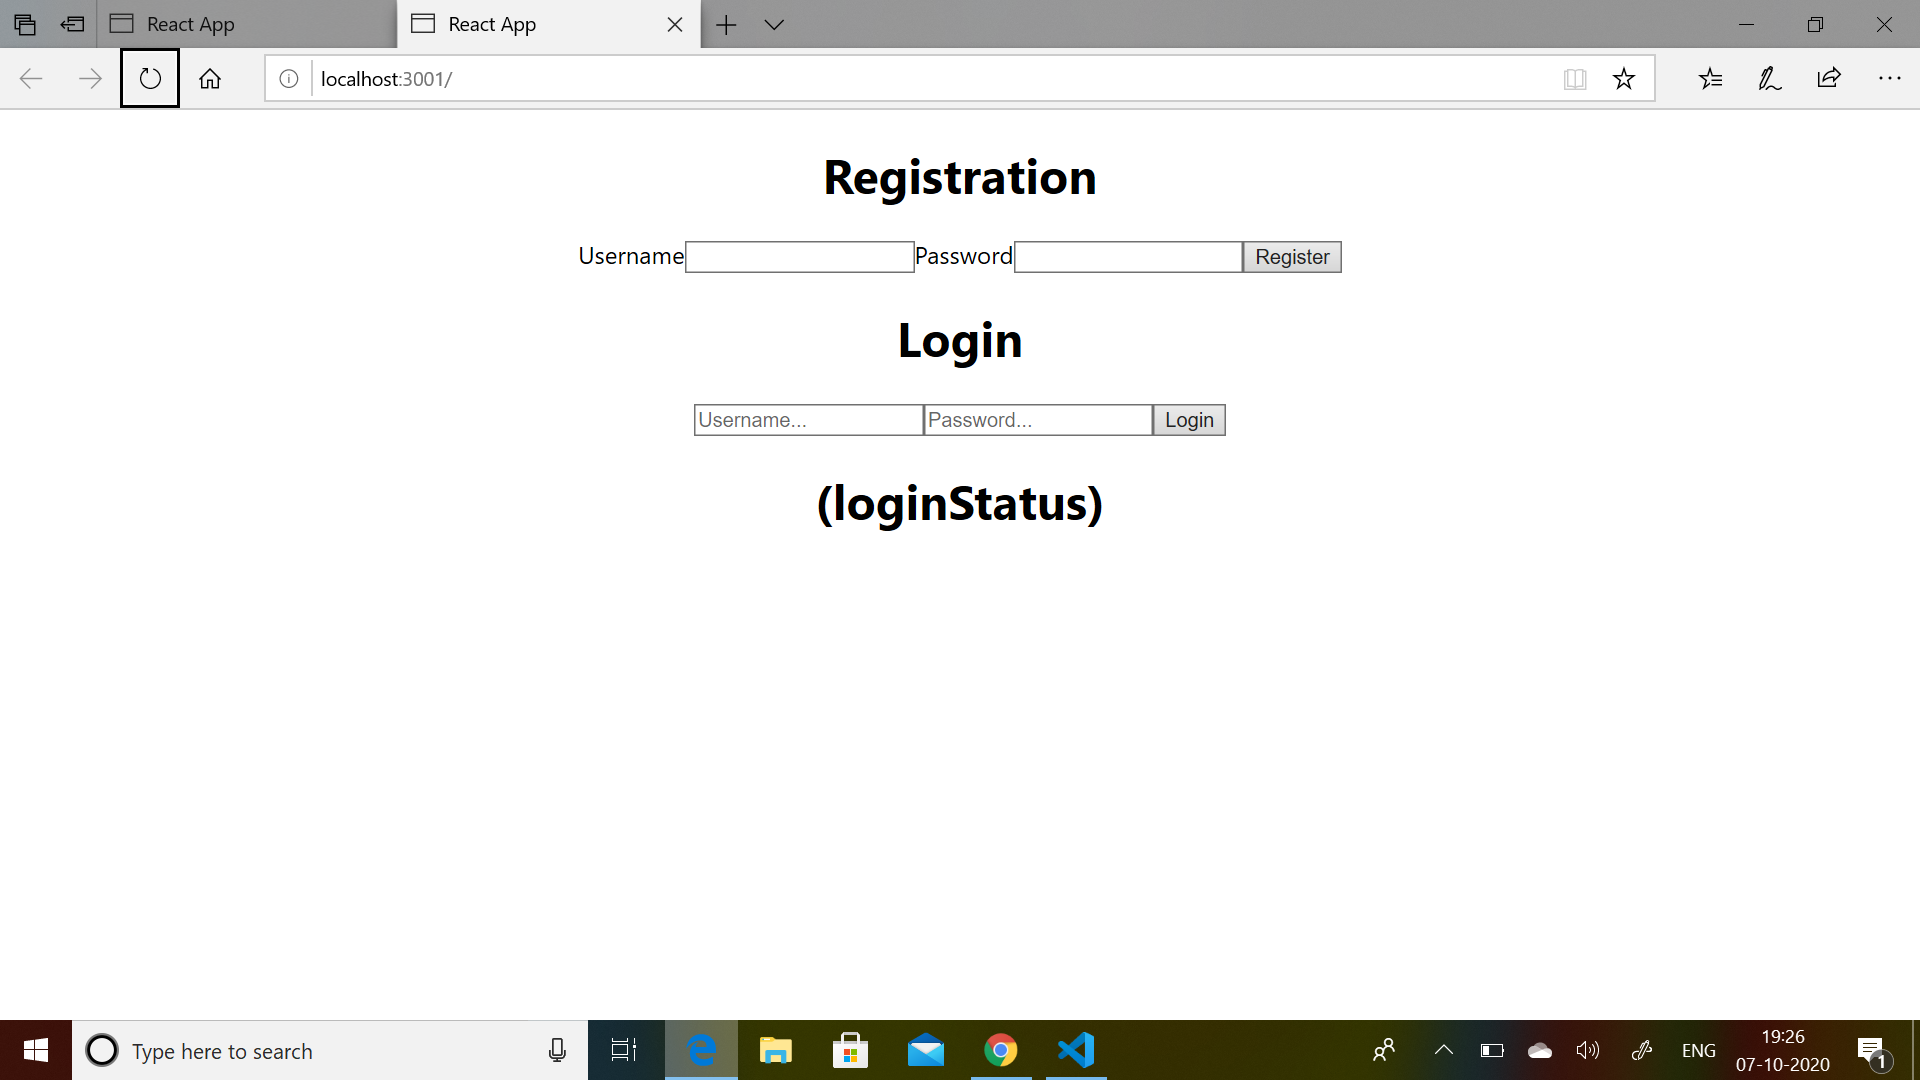 React App
React App
localhost:3001/
Registration
Username Password Register
Login
Username... Password... Login
(loginStatus)
Type here to search
ENG
19:26
07-10-2020
1